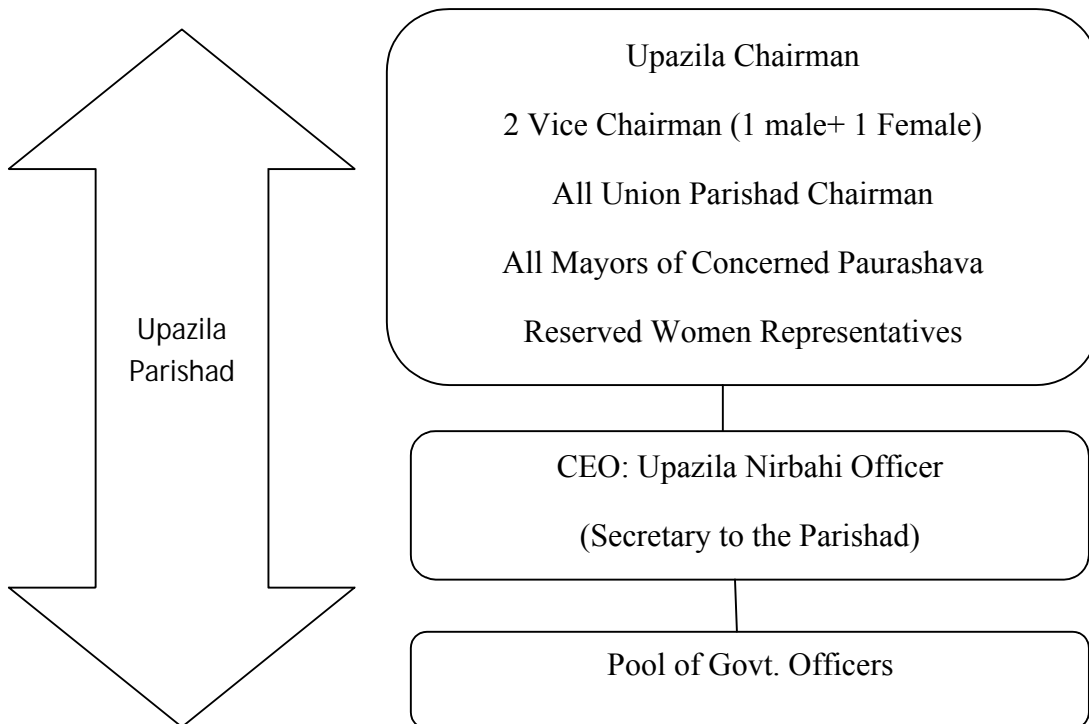 Upazila
Parishad
Upazila Chairman
2 Vice Chairman (1 male+ 1 Female)
All Union Parishad Chairman
All Mayors of Concerned Paurashava
Reserved Women Representatives
CEO: Upazila Nirbahi Officer
(Secretary to the Parishad)
Pool of Govt. Officers